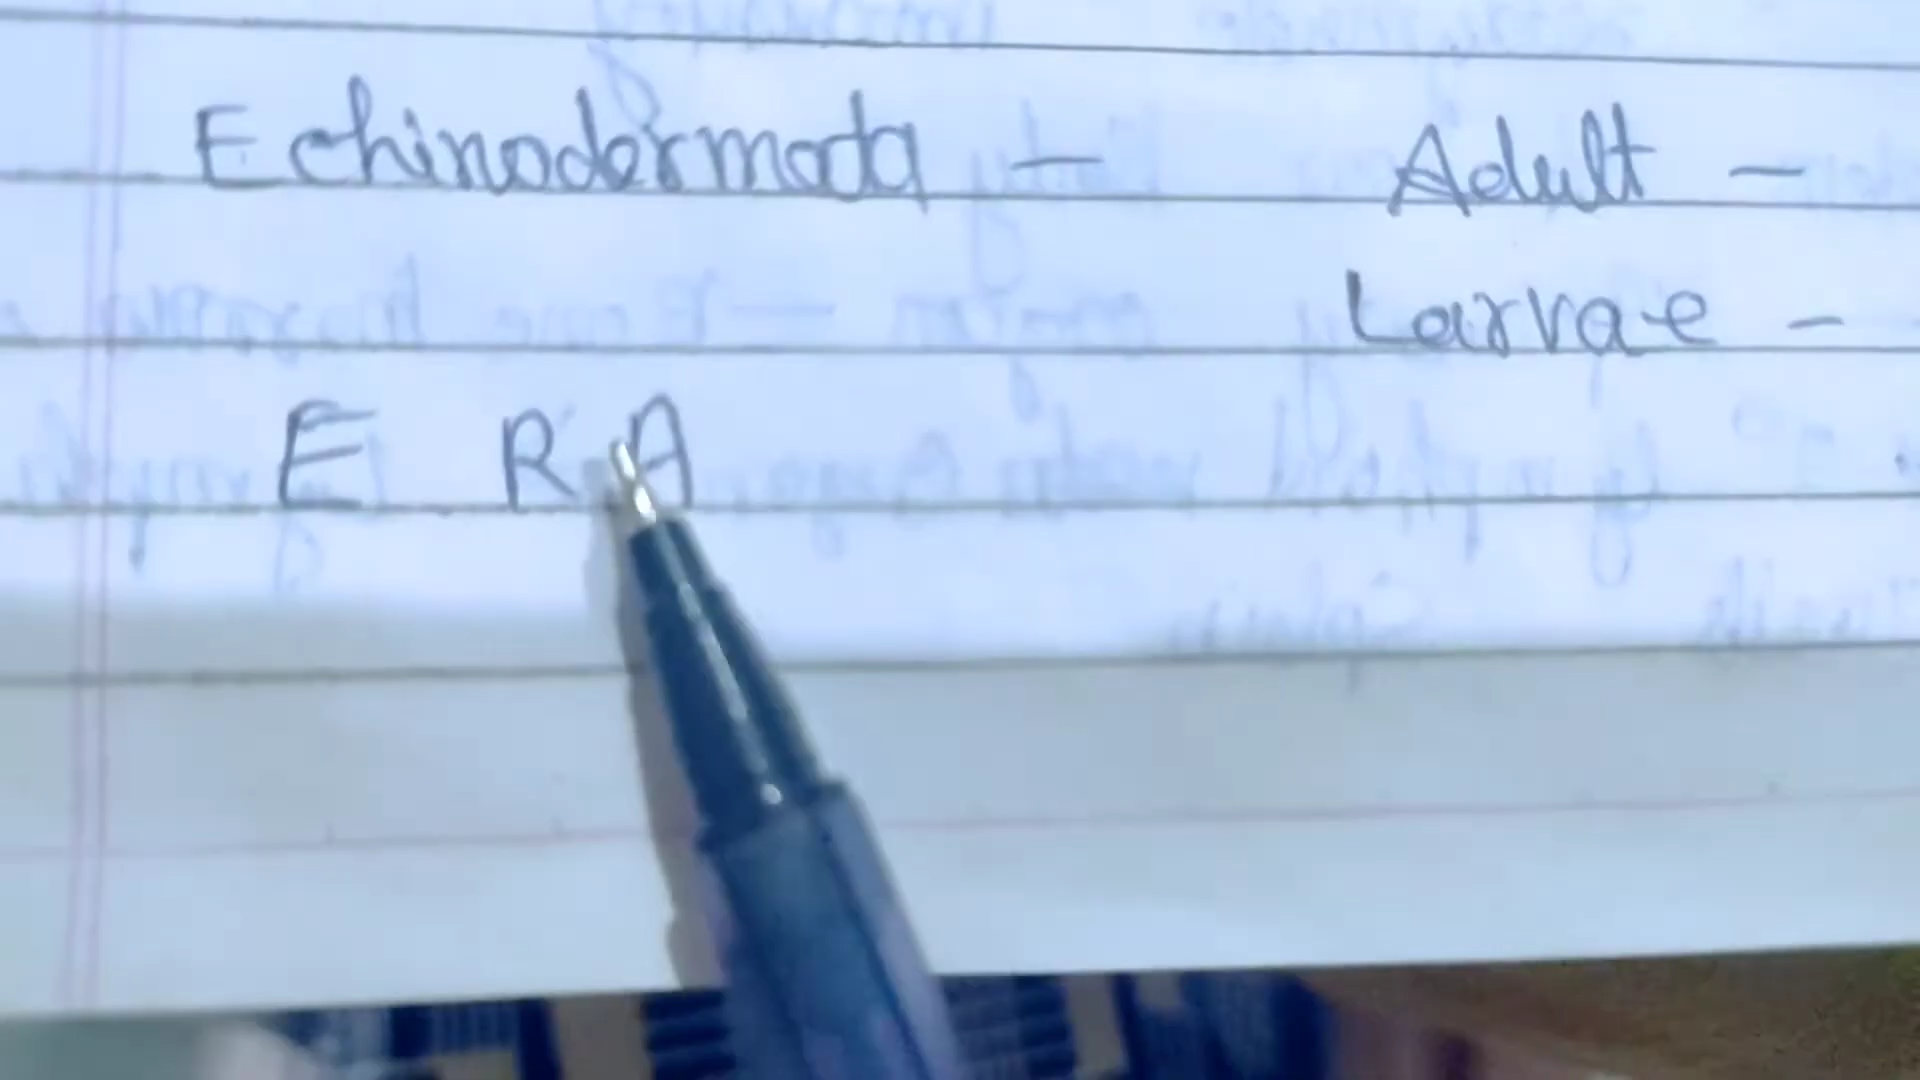 Echinodermata - Adult -
Larvae -
E R A